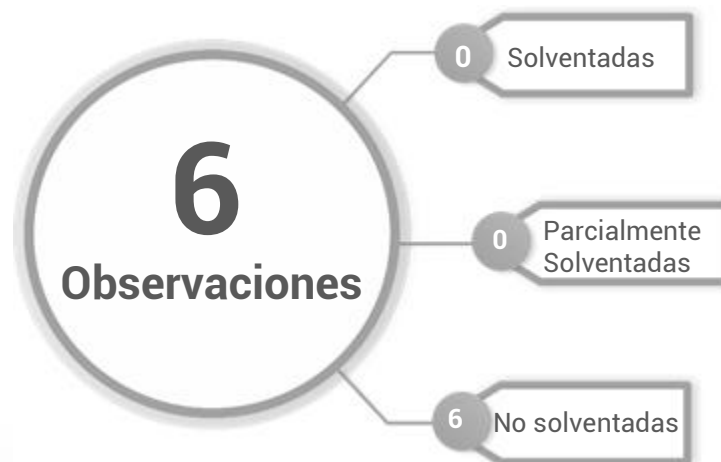 6
Observaciones
0
Solventadas
0
Parcialmente
Solventadas
6
No solventadas